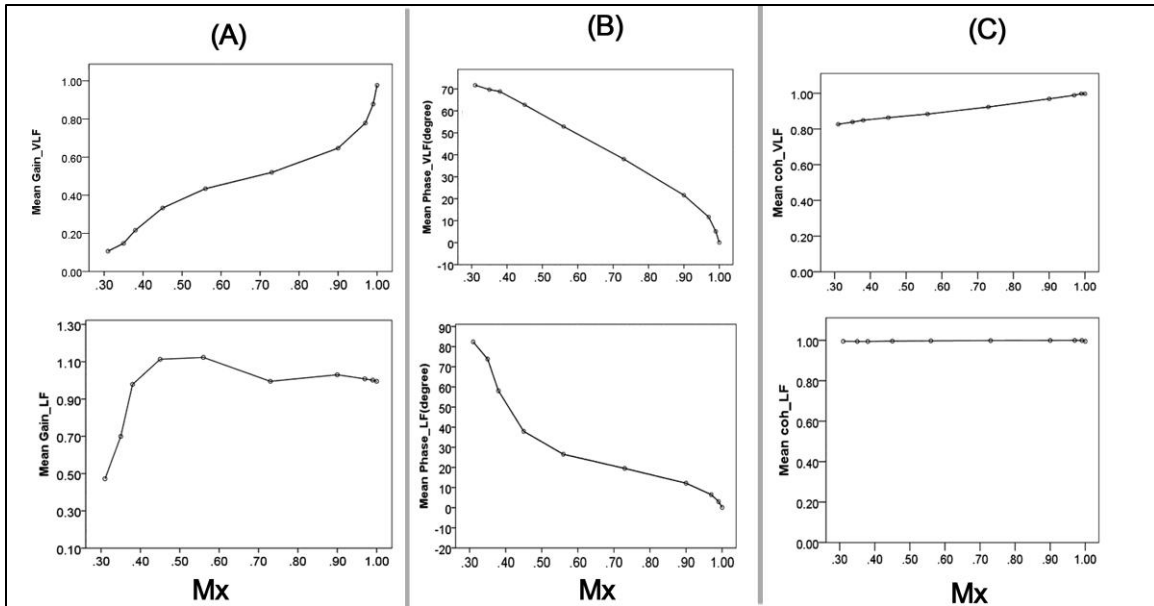 (A)
(B)
(C)
Mean Gain_VLF
1.00
0.80
0.60
0.40
0.20
0.00
.30 .40 .50 .60 .70 .80 .90 1.00
Mean Phase_VLF(degree)
70
60
50
40
30
20
10
0
-10
.30 .40 .50 .60 .70 .80 .90 1.00
Mean coh_VLF
1.00
0.80
0.60
0.40
0.20
0.00
.30 .40 .50 .60 .70 .80 .90 1.00
Mean Gain_LF
1.30
1.10
0.90
0.70
0.50
0.30
0.10
.30 .40 .50 .60 .70 .80 .90 1.00
Mx
Mean Phase_LF(degree)
90
80
70
60
50
40
30
20
10
0
-10
-20
.30 .40 .50 .60 .70 .80 .90 1.00
Mx
Mean coh_LF
1.00
0.80
0.60
0.40
0.20
0.00
.30 .40 .50 .60 .70 .80 .90 1.00
Mx